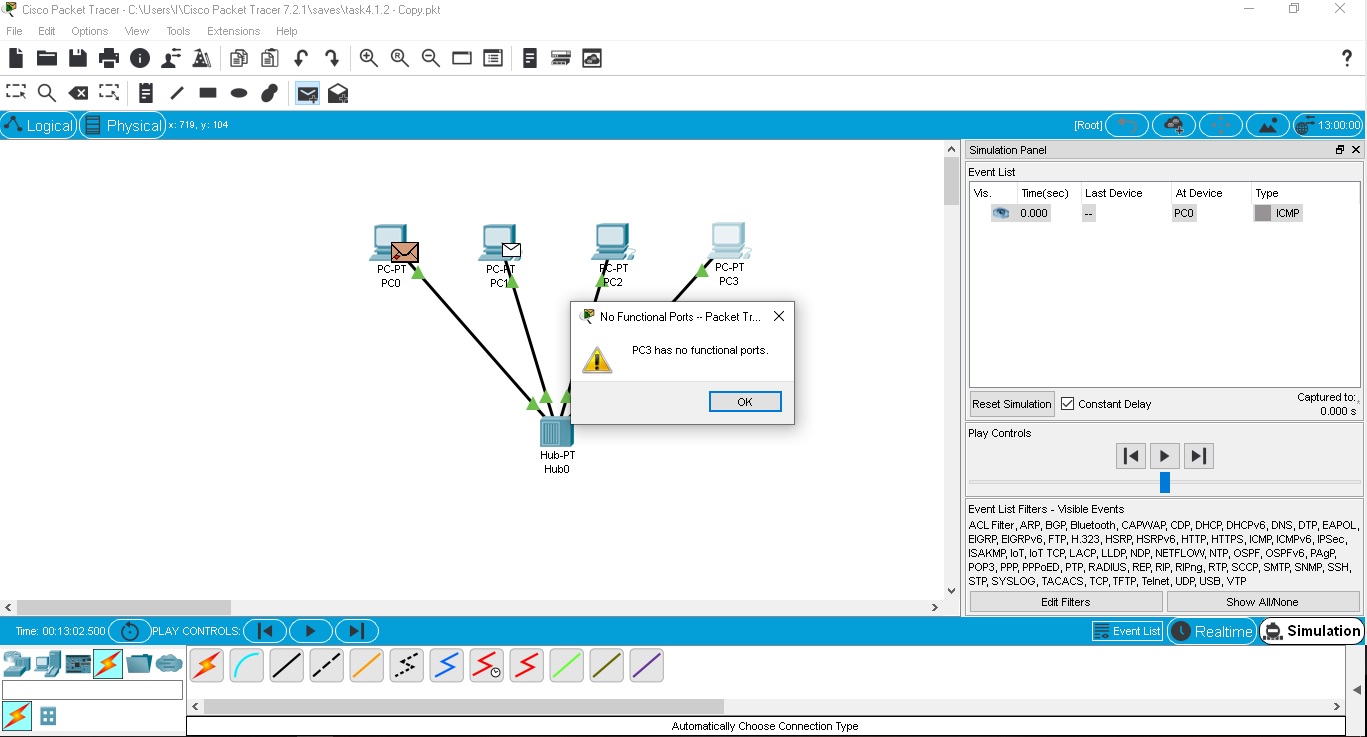 Cisco Packet Tracer - C:\Users\I\Cisco Packet Tracer 7.2.1\saves\task4.1.2 - Copy.pkt
File Edit Options View Tools Extensions Help
?
Logical Physical x: 719, y: 104 [Root] 13:00:00
Simulation Panel
Event List
Vis. Time(sec) Last Device At Device Type
0.000 -- PC0 ICMP
PC-PT
PC0
PC-PT
PC1
PC-PT
PC2
PC-PT
PC3
No Functional Ports -- Packet Tr...
PC3 has no functional ports.
OK
Hub-PT
Hub0
Reset Simulation Constant Delay Captured to:
0.000 s
Play Controls
Event List Filters - Visible Events
ACL Filter, ARP, BGP, Bluetooth, CAPWAP, CDP, DHCP, DHCPv6, DNS, DTP, EAPOL,
EIGRP, EIGRPv6, FTP, H.323, HSRP, HSRPv6, HTTP, HTTPS, ICMP, ICMPv6, IPSec,
ISAKMP, IoT, IoT TCP, LACP, LLDP, NDP, NETFLOW, NTP, OSPF, OSPFv6, PAgP,
POP3, PPP, PPPoED, PTP, RADIUS, REP, RIP, RIPng, RTP, SCCP, SMTP, SNMP, SSH,
STP, SYSLOG, TACACS, TCP, TFTP, Telnet, UDP, USB, VTP
Edit Filters Show All/None
Time: 00:13:02.500 PLAY CONTROLS: Event List Realtime Simulation
Automatically Choose Connection Type